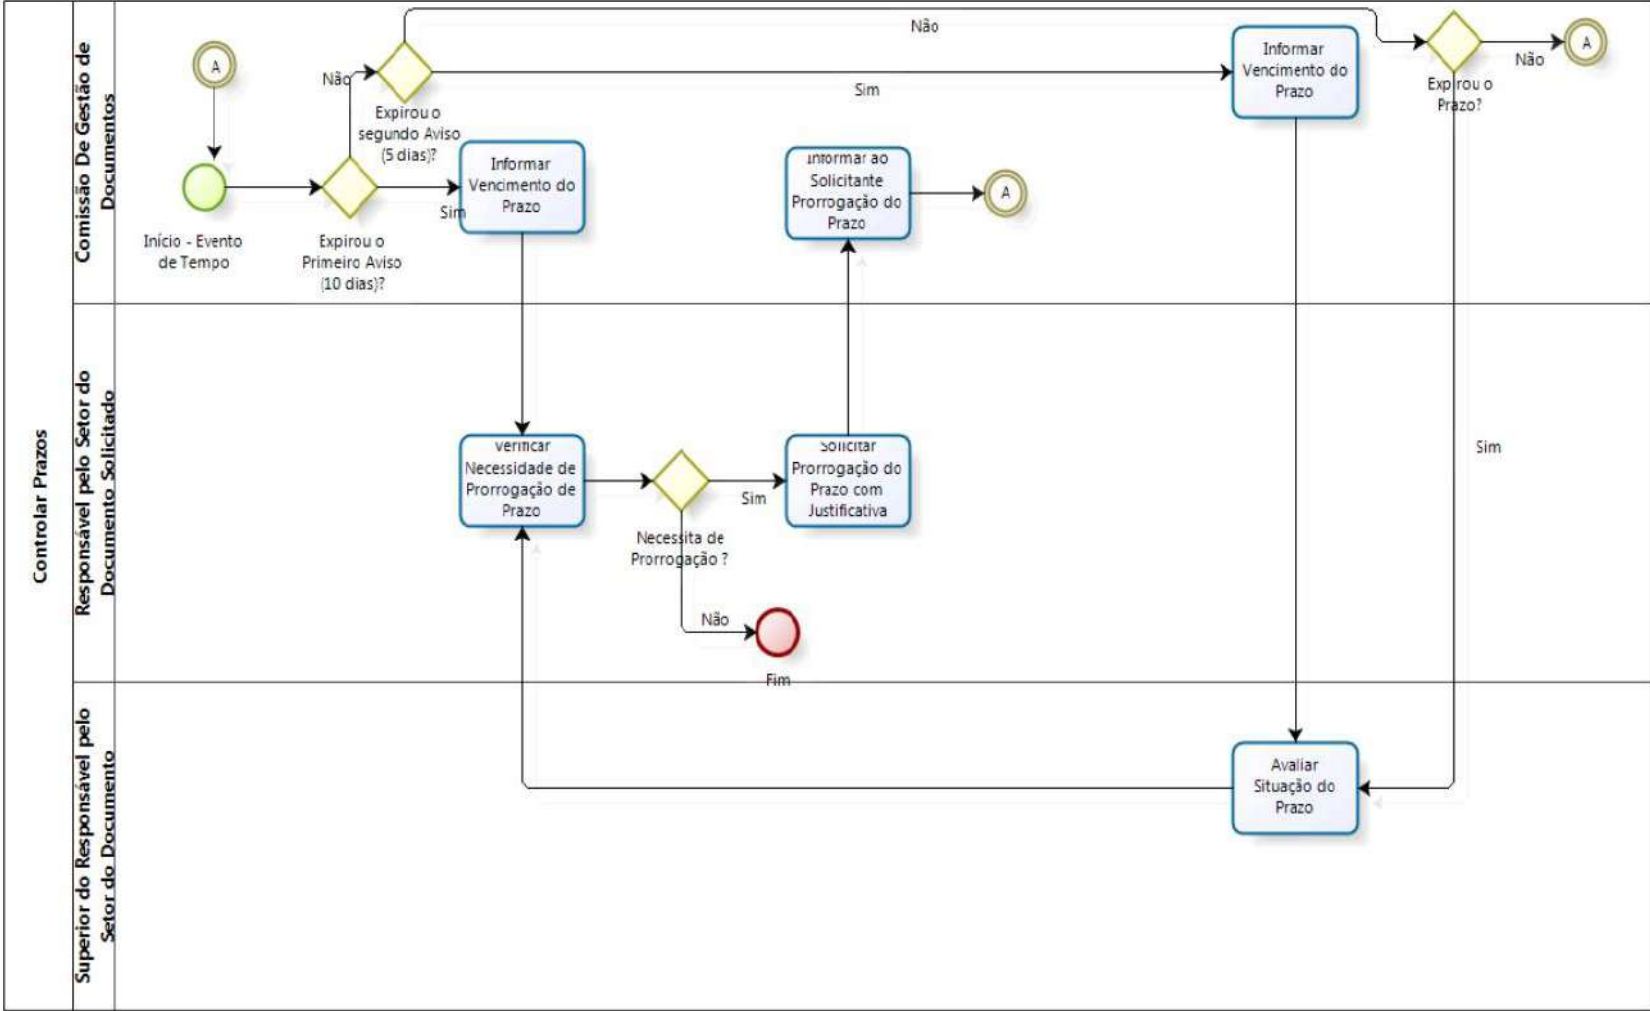 Controlar Prazos
Comissão De Gestão de
Documentos
A
Início - Evento
de Tempo
Expirou o
Primeiro Aviso
(10 dias)?
Não
Expirou o
segundo Aviso
(5 dias)?
Sim
Informar
Vencimento do
Prazo
Não
Sim
Informar ao
Solicitante
Prorrogação do
Prazo
A
Informar
Vencimento do
Prazo
Expirou o
Prazo?
Não
A
Sim
Responsável pelo Setor do
Documento Solicitado
Verificar
Necessidade de
Prorrogação de
Prazo
Necessita de
Prorrogação ?
Sim
Solicitar
Prorrogação do
Prazo com
Justificativa
Não
Fim
Superior do Responsável pelo
Setor do Documento
Avaliar
Situação do
Prazo